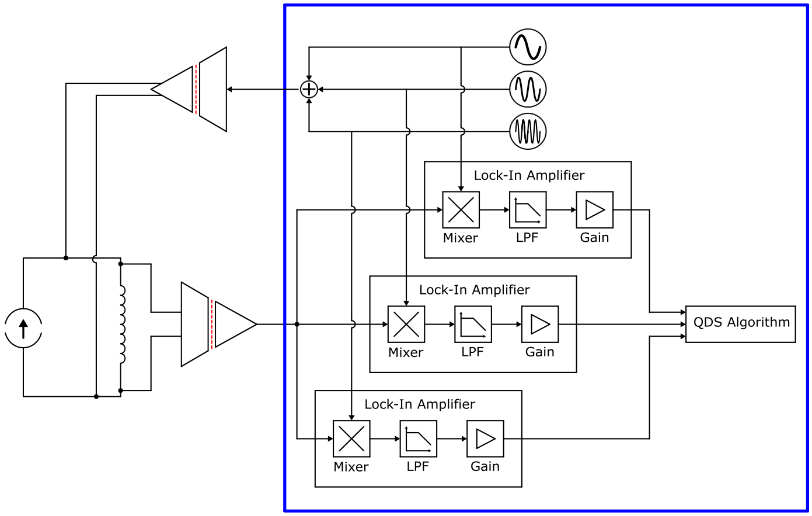 Lock-In Amplifier
Mixer LPF Gain
Lock-In Amplifier
Mixer LPF Gain
QDS Algorithm
Lock-In Amplifier
Mixer LPF Gain